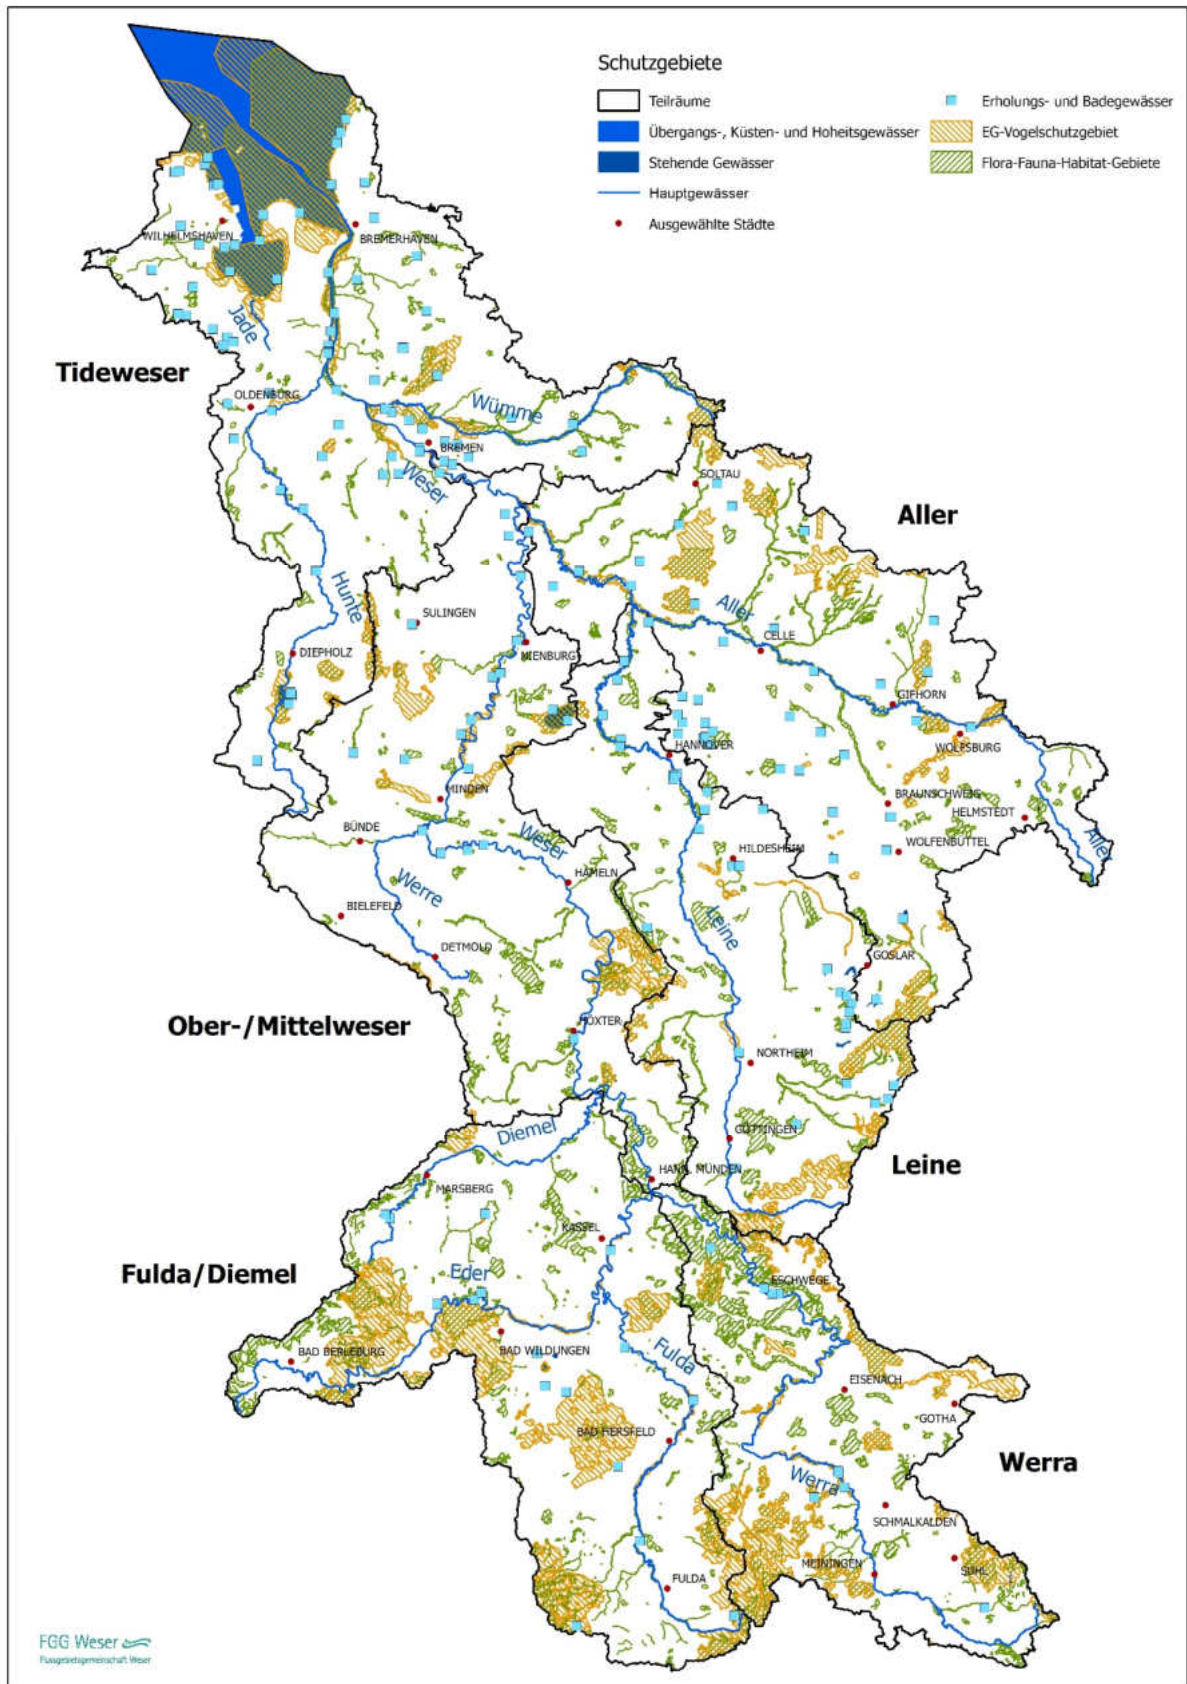 Schutzgebiete
Teilräume
Übergangs-, Küsten- und Hoheitsgewässer
Stehende Gewässer
Hauptgewässer
Ausgewählte Städte
Erholungs- und Badegewässer
EG-Vogelschutzgebiet
Flora-Fauna-Habitat-Gebiete
WILHELMSHAVEN
BREMERHAVEN
Jade
Tideweser
OLDENBURG
Wümme
BREMEN
Weser
SOLTAU
Aller
Hunte
SULINGEN
Aller
CELLE
DIEPHOLZ
NIENBURG
GIFHORN
WOLFSBURG
HANNOVER
MINDEN
BRAUNSCHWEIG
HELMSTEDT
BÜNDE
Weser
WOLFENBÜTTEL
Aller
HILDESHEIM
Werre
HAMELN
BIELEFELD
Leine
DETMOLD
GOSLAR
Ober-/Mittelweser
HÖXTER
NORTHEIM
Diemel
GÖTTINGEN
Leine
HANN. MÜNDEN
MARSBERG
KASSEL
Fulda/Diemel
Eder
ESCHWEGE
BAD BERLEBURG
BAD WILDUNGEN
Fulda
EISENACH
GOTHA
BAD HERSFELD
Werra
Werra
SCHMALKALDEN
MEININGEN
SUHL
FULDA
FGG Weser
Flussgebietsgemeinschaft Weser